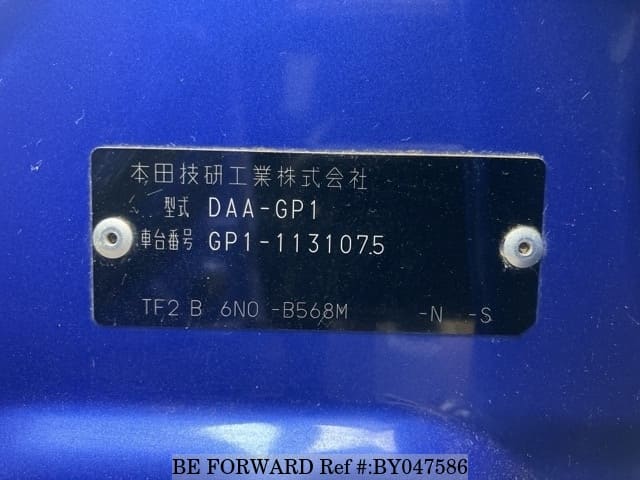 本田技研工業株式会社
型式 DAA-GP1
車台番号 GP1-1131075
TF2 B 6N0 -B568M -N -S
BE FORWARD Ref #:BY047586